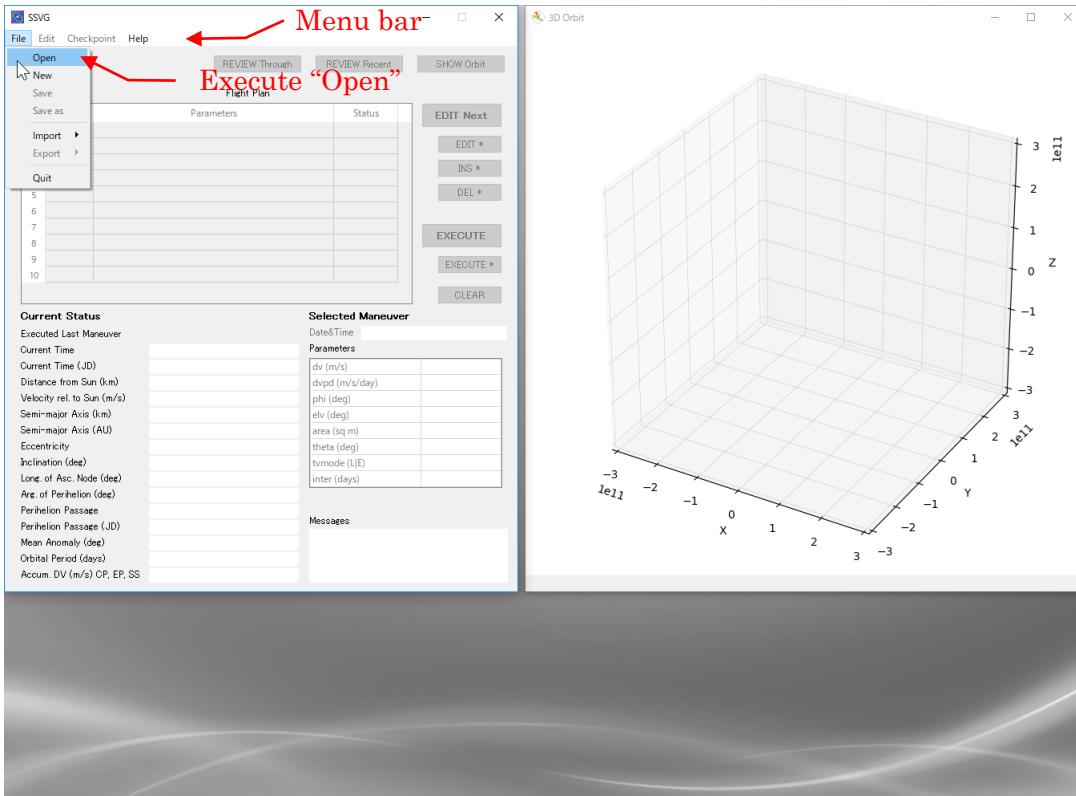 SSVG
Menu bar
File Edit Checkpoint Help
Open
New
Save
Save as
Import
Export
Quit
Execute “Open”
REVIEW Through REVIEW Recent SHOW Orbit
Flight Plan
Parameters Status
5
6
7
8
9
10
EDIT Next
EDIT *
INS *
DEL *
EXECUTE
EXECUTE *
CLEAR
Current Status
Executed Last Maneuver
Current Time
Current Time (JD)
Distance from Sun (km)
Velocity rel. to Sun (m/s)
Semi-major Axis (km)
Semi-major Axis (AU)
Eccentricity
Inclination (deg)
Long. of Asc. Node (deg)
Arg. of Perihelion (deg)
Perihelion Passage
Perihelion Passage (JD)
Mean Anomaly (deg)
Orbital Period (days)
Accum. DV (m/s) CP, EP, SS
Selected Maneuver
Date&Time
Parameters
dv (m/s)
dvpd (m/s/day)
phi (deg)
elv (deg)
area (sq m)
theta (deg)
tvmode (L|E)
inter (days)
Messages
3D Orbit
3
2
1
0
−1
−2
−3
1e11
Z
3
2
1
0
−1
−2
−3
1e11
Y
−3
−2
−1
0
1
2
3
1e11
X